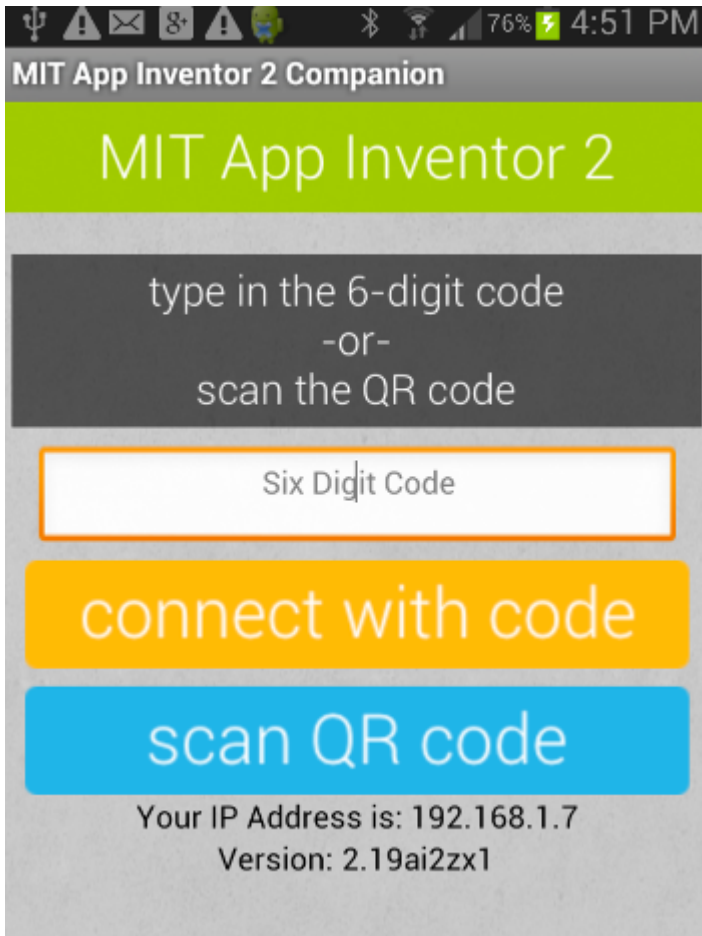 76% 4:51 PM
MIT App Inventor 2 Companion
MIT App Inventor 2
type in the 6-digit code
-or-
scan the QR code
Six Digit Code
connect with code
scan QR code
Your IP Address is: 192.168.1.7
Version: 2.19ai2zx1